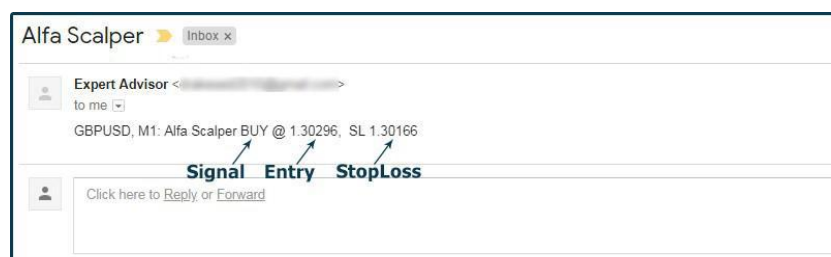 Alfa Scalper Inbox x
Expert Advisor < >
to me
GBPUSD, M1: Alfa Scalper BUY @ 1.30296, SL 1.30166
Signal Entry StopLoss
Click here to Reply or Forward